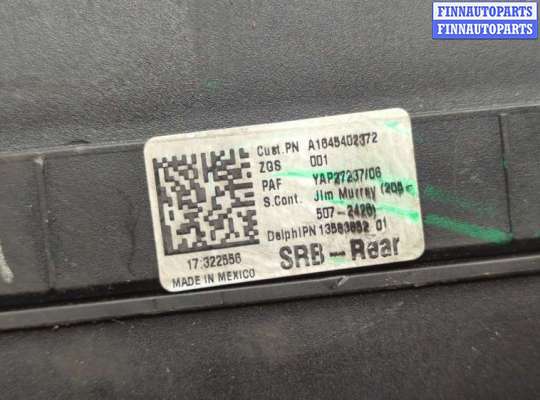 FINNAUTOPARTS
FINNAUTOPARTS
Cust.PN A1645402372
ZGS 001
PAF YAP27237/06
S.Cont. Jim Murray (205
507-2426)
DelphiPN 13583652 01
17:322556 SRB-Rear
MADE IN MEXICO